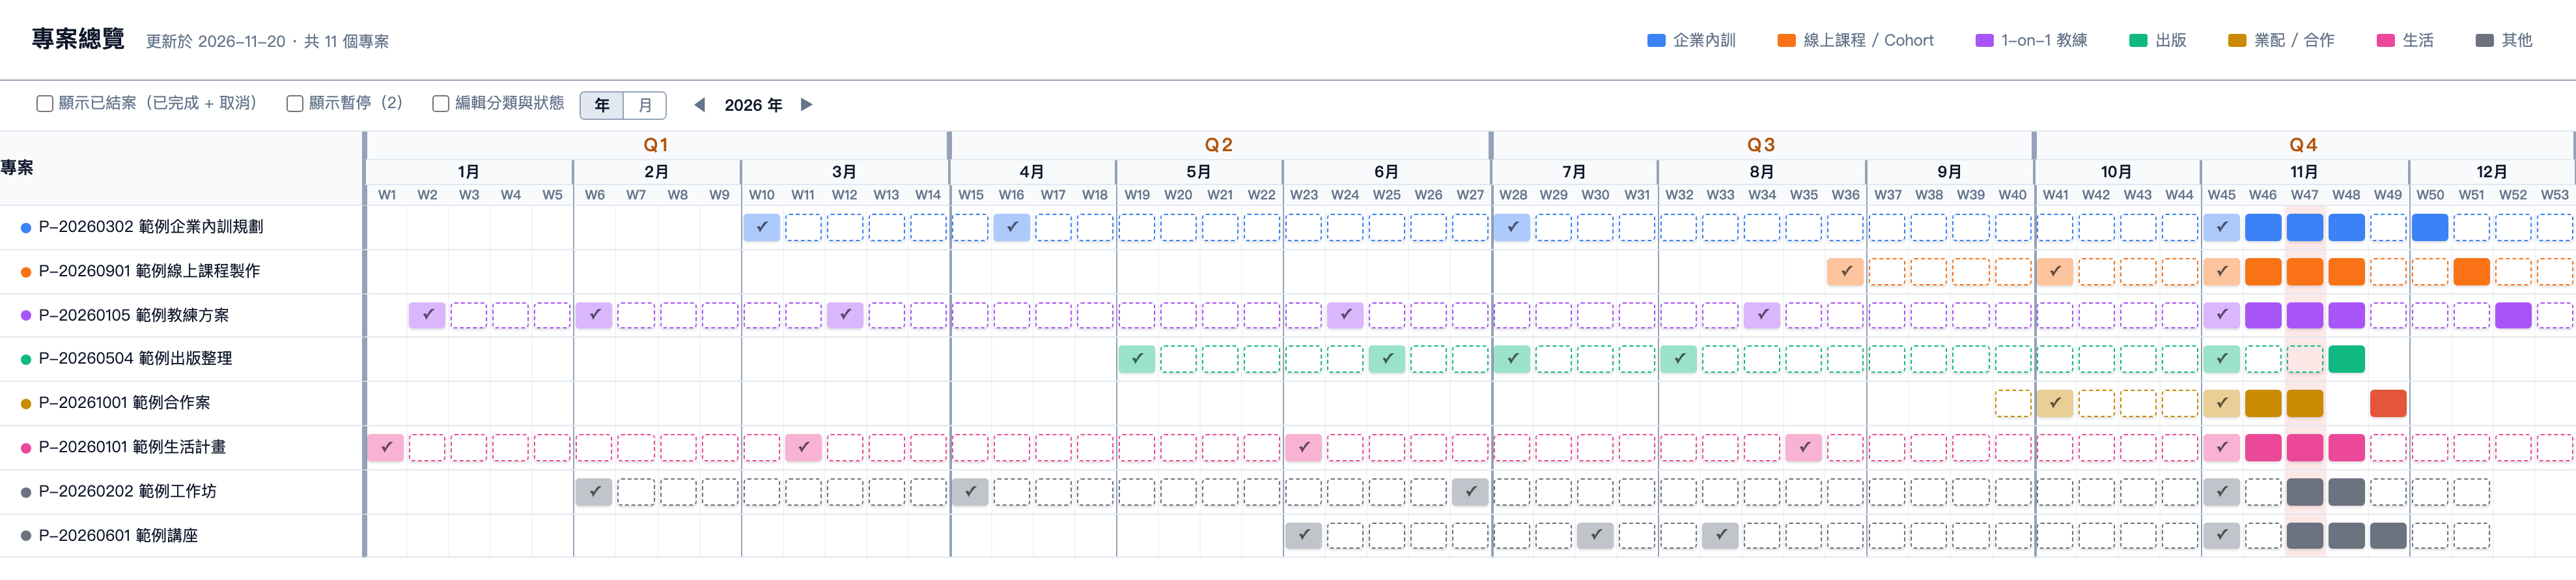 專案總覽 更新於 2026-11-20 · 共 11 個專案 企業內訓 線上課程 / Cohort 1-on-1 教練 出版 業配 / 合作 生活 其他
顯示已結案（已完成 + 取消） 顯示暫停（2） 編輯分類與狀態 年 月 ◀ 2026 年 ▶
專案
Q1 Q2 Q3 Q4
1月 2月 3月 4月 5月 6月 7月 8月 9月 10月 11月 12月
W1 W2 W3 W4 W5 W6 W7 W8 W9 W10 W11 W12 W13 W14 W15 W16 W17 W18 W19 W20 W21 W22 W23 W24 W25 W26 W27 W28 W29 W30 W31 W32 W33 W34 W35 W36 W37 W38 W39 W40 W41 W42 W43 W44 W45 W46 W47 W48 W49 W50 W51 W52 W53
P-20260302 範例企業內訓規劃
P-20260901 範例線上課程製作
P-20260105 範例教練方案
P-20260504 範例出版整理
P-20261001 範例合作案
P-20260101 範例生活計畫
P-20260202 範例工作坊
P-20260601 範例講座